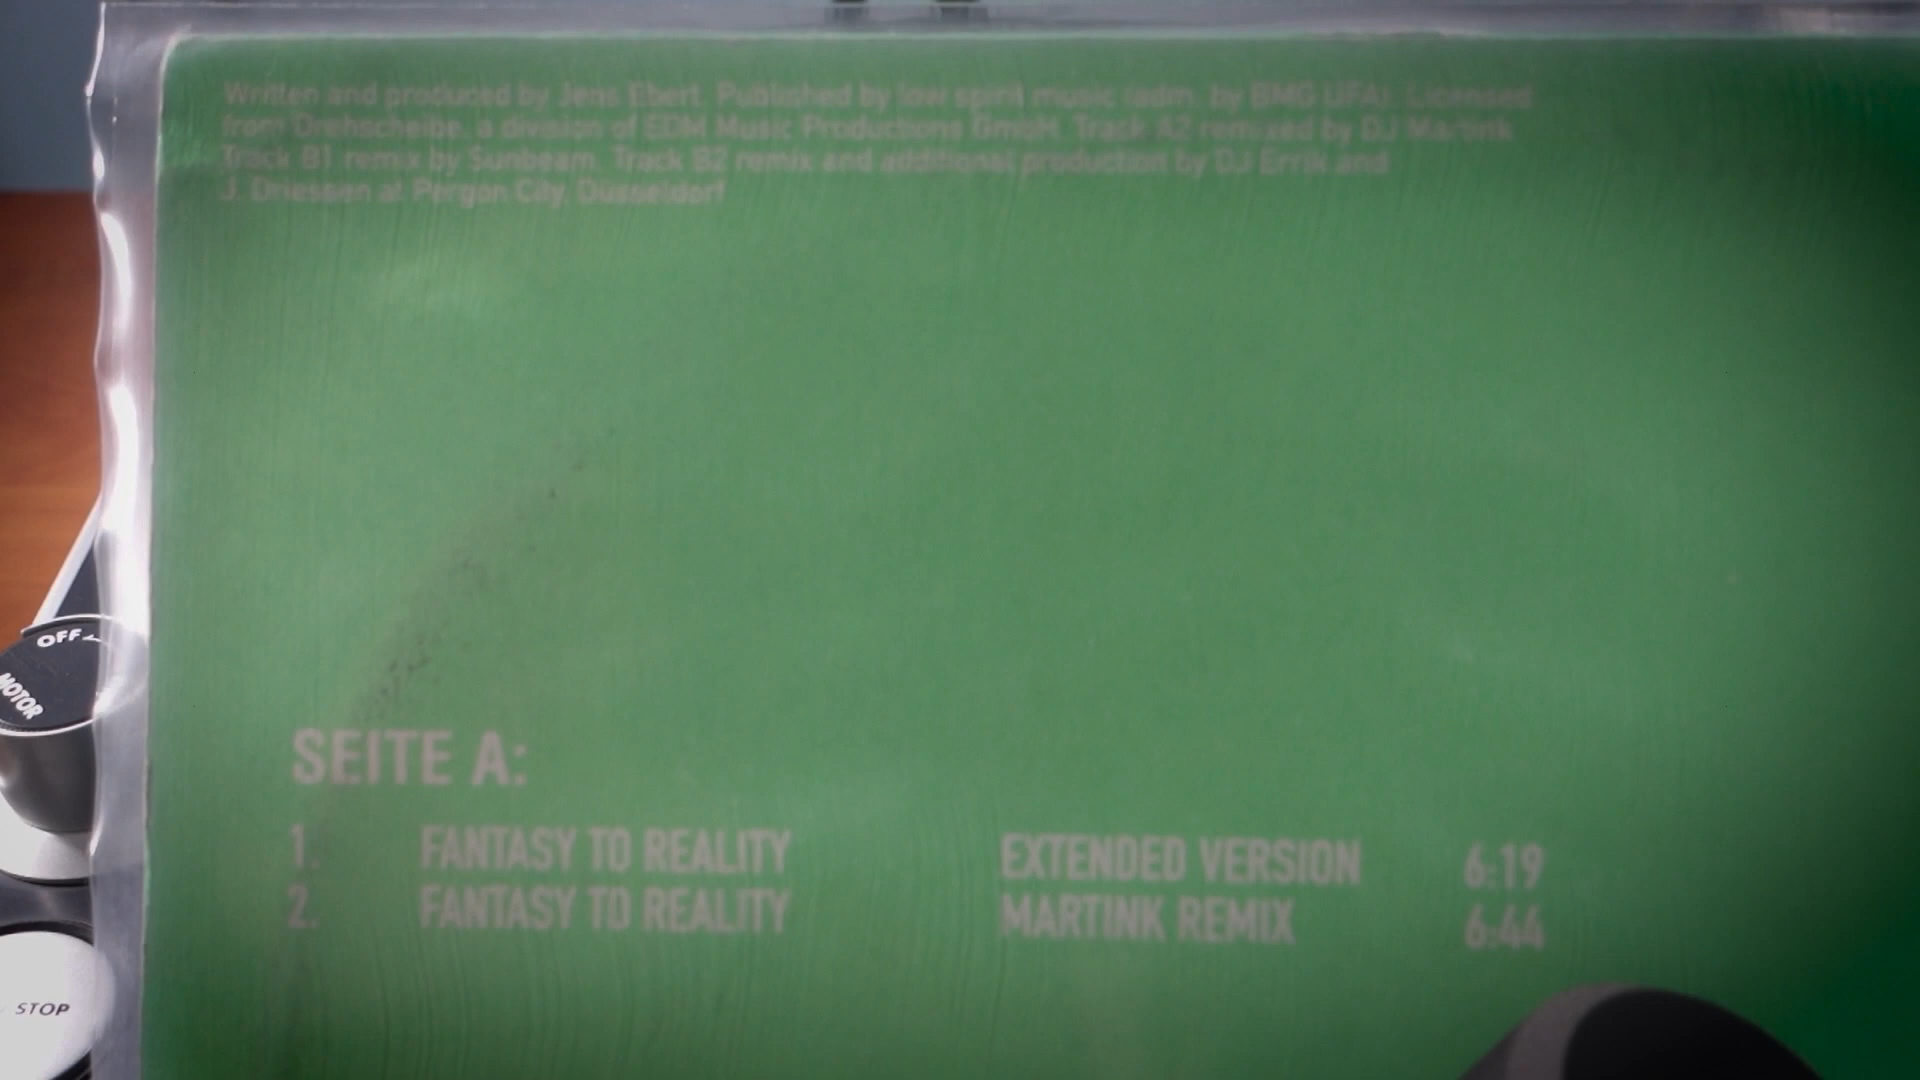 Written and produced by Jens Ebert. Published by low spirit music (adm. by BMG UFA). Licensed
from Drehscheibe, a division of EDM Music Productions GmbH. Track A2 remixed by DJ Martink
Track B1 remix by Sunbeam. Track B2 remix and additional production by DJ Errik and
J. Driessen at Pergon City, Düsseldorf
OFF
MOTOR
SEITE A:
1. FANTASY TO REALITY EXTENDED VERSION 6:19
2. FANTASY TO REALITY MARTINK REMIX 6:44
STOP